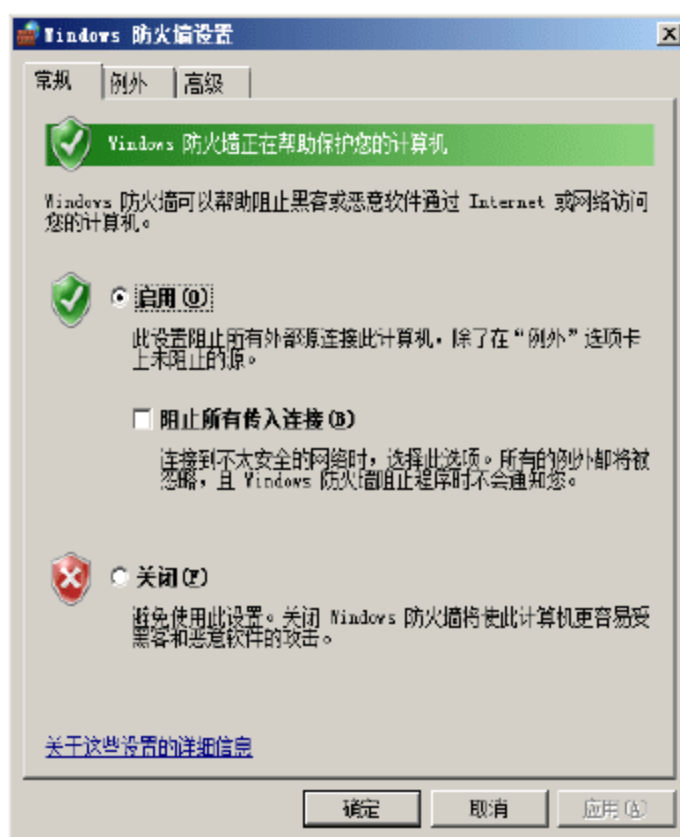 Windows 防火墙设置
常规 例外 高级
Windows 防火墙正在帮助保护您的计算机
Windows 防火墙可以帮助阻止黑客或恶意软件通过 Internet 或网络访问
您的计算机。
启用(O)
此设置阻止所有外部源连接此计算机，除了在“例外”选项卡
上未阻止的源。
阻止所有传入连接(B)
连接到不太安全的网络时，选择此选项。所有的例外都将被
忽略，且 Windows 防火墙阻止程序时不会通知您。
关闭(F)
避免使用此设置。关闭 Windows 防火墙将使此计算机更容易受
黑客和恶意软件的攻击。
关于这些设置的详细信息
确定 取消 应用(A)